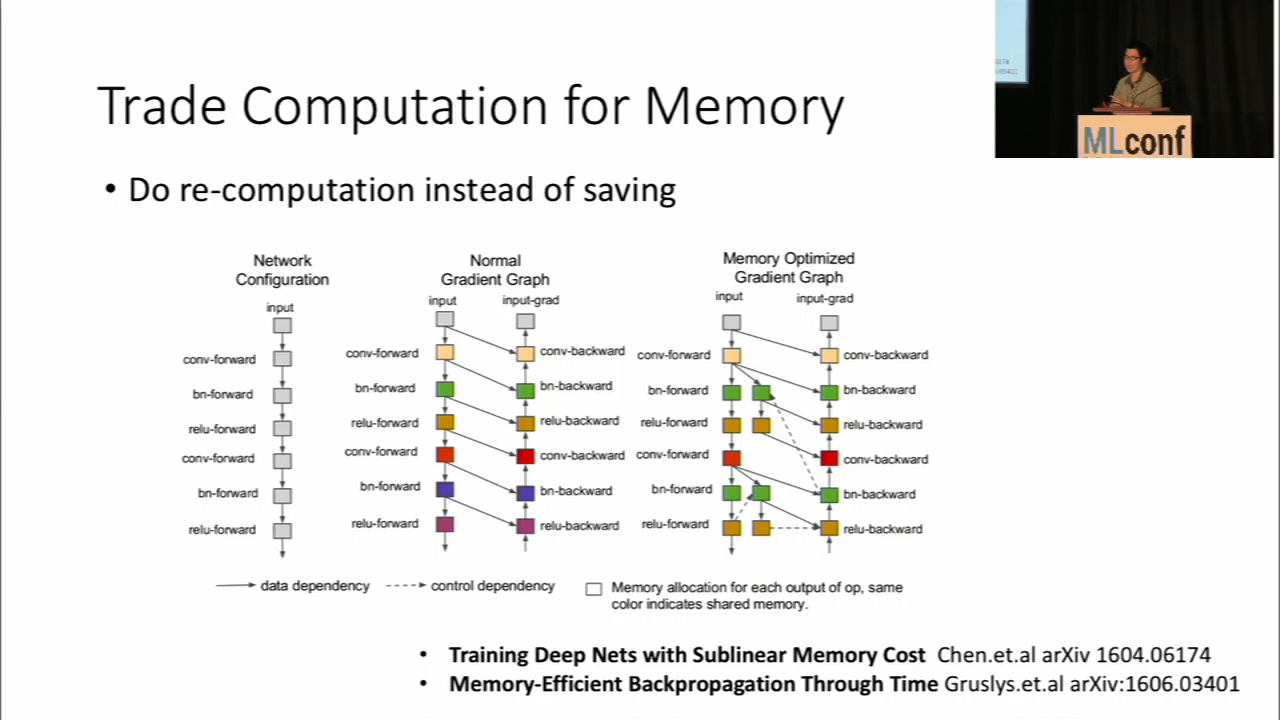 Trade Computation for Memory
MLconf
• Do re-computation instead of saving
Network
Configuration
input
conv-forward
bn-forward
relu-forward
conv-forward
bn-forward
relu-forward
Normal
Gradient Graph
input input-grad
conv-forward conv-backward
bn-forward bn-backward
relu-forward relu-backward
conv-forward conv-backward
bn-forward bn-backward
relu-forward relu-backward
Memory Optimized
Gradient Graph
input input-grad
conv-forward conv-backward
bn-forward bn-backward
relu-forward relu-backward
conv-forward conv-backward
bn-forward bn-backward
relu-forward relu-backward
data dependency control dependency
Memory allocation for each output of op, same
color indicates shared memory.
• Training Deep Nets with Sublinear Memory Cost Chen.et.al arXiv 1604.06174
• Memory-Efficient Backpropagation Through Time Gruslys.et.al arXiv:1606.03401